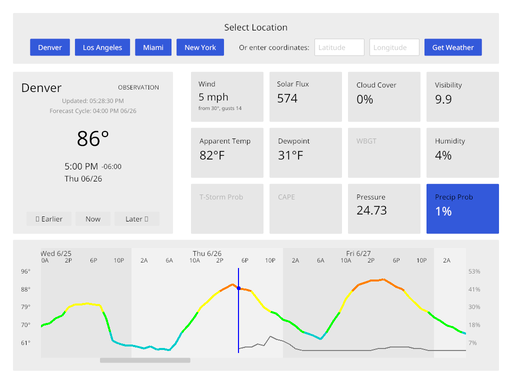 Select Location
Denver Los Angeles Miami New York Or enter coordinates: Latitude Longitude Get Weather
Denver OBSERVATION
Updated: 05:28:30 PM
Forecast Cycle: 04:00 PM 06/26
86°
5:00 PM -06:00
Thu 06/26
Earlier Now Later
Wind
5 mph
from 30°, gusts 14
Solar Flux
574
Cloud Cover
0%
Visibility
9.9
Apparent Temp
82°F
Dewpoint
31°F
WBGT
Humidity
4%
T-Storm Prob
CAPE
Pressure
24.73
Precip Prob
1%
Wed 6/25 Thu 6/26 Fri 6/27
0A 2P 6P 10P 2A 6A 10A 2P 6P 10P 2A 6A 10A 2P 6P 10P 2A
96° 53%
88° 42%
79° 30%
70° 18%
61° 7%